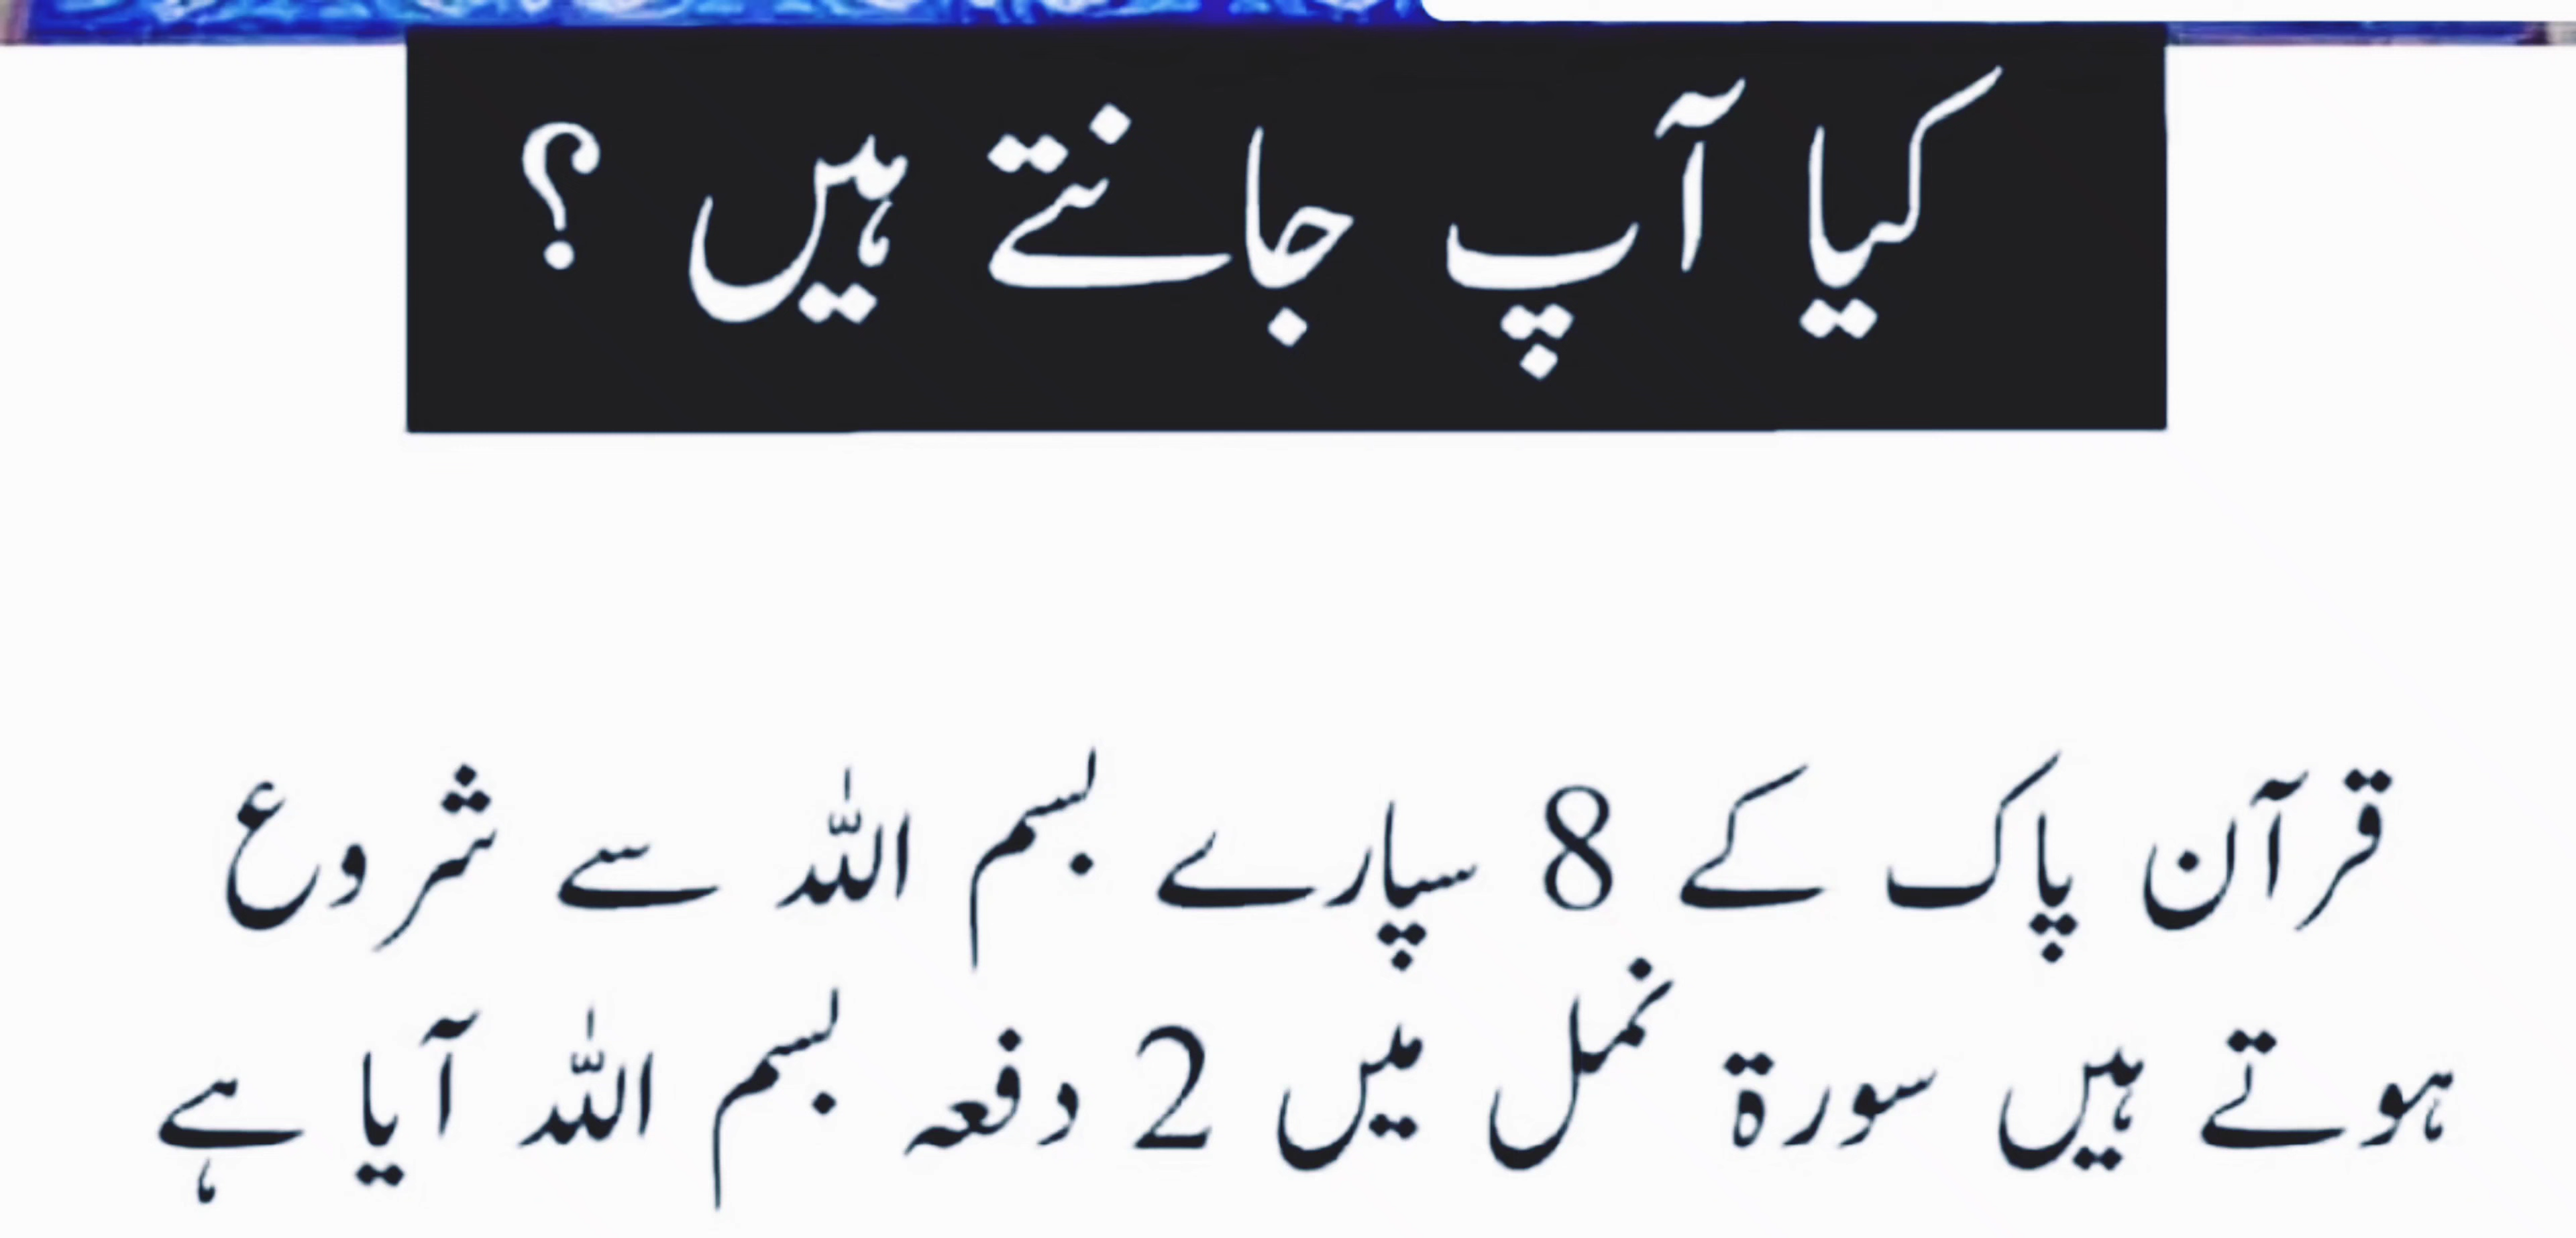 کیا آپ جانتے ہیں ؟
قرآن پاک کے 8 سپارے بسم اللہ سے شروع
ہوتے ہیں سورۃ نمل میں 2 دفعہ بسم اللہ آیا ہے